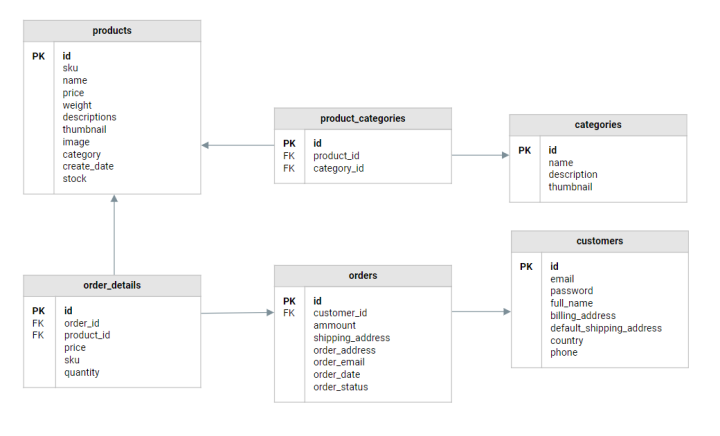 products
PK id
sku
name
price
weight
descriptions
thumbnail
image
category
create_date
stock
product_categories
PK id
FK product_id
FK category_id
categories
PK id
name
description
thumbnail
order_details
PK id
FK order_id
FK product_id
price
sku
quantity
orders
PK id
FK customer_id
ammount
shipping_address
order_address
order_email
order_date
order_status
customers
PK id
email
password
full_name
billing_address
default_shipping_address
country
phone